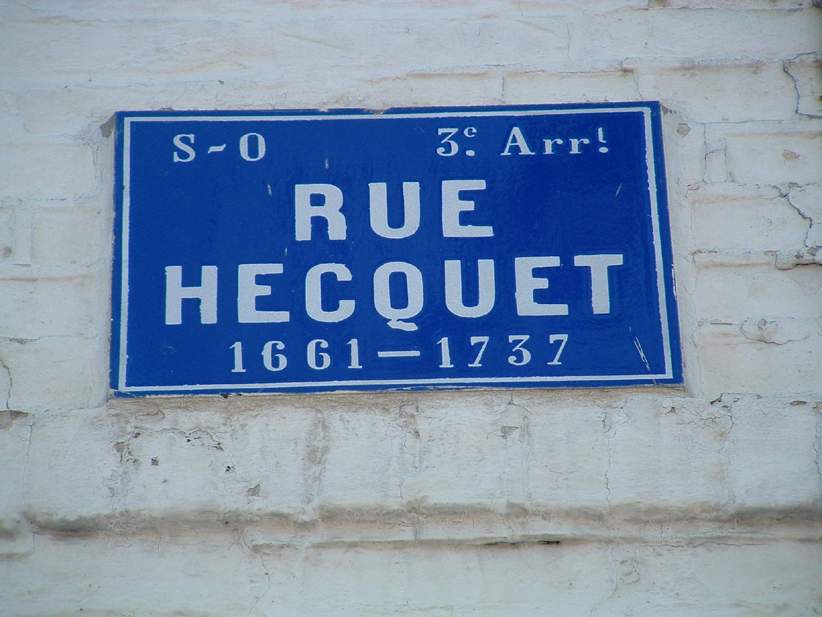 S-O 3e. Arrt.
RUE
HECQUET
1661-1737